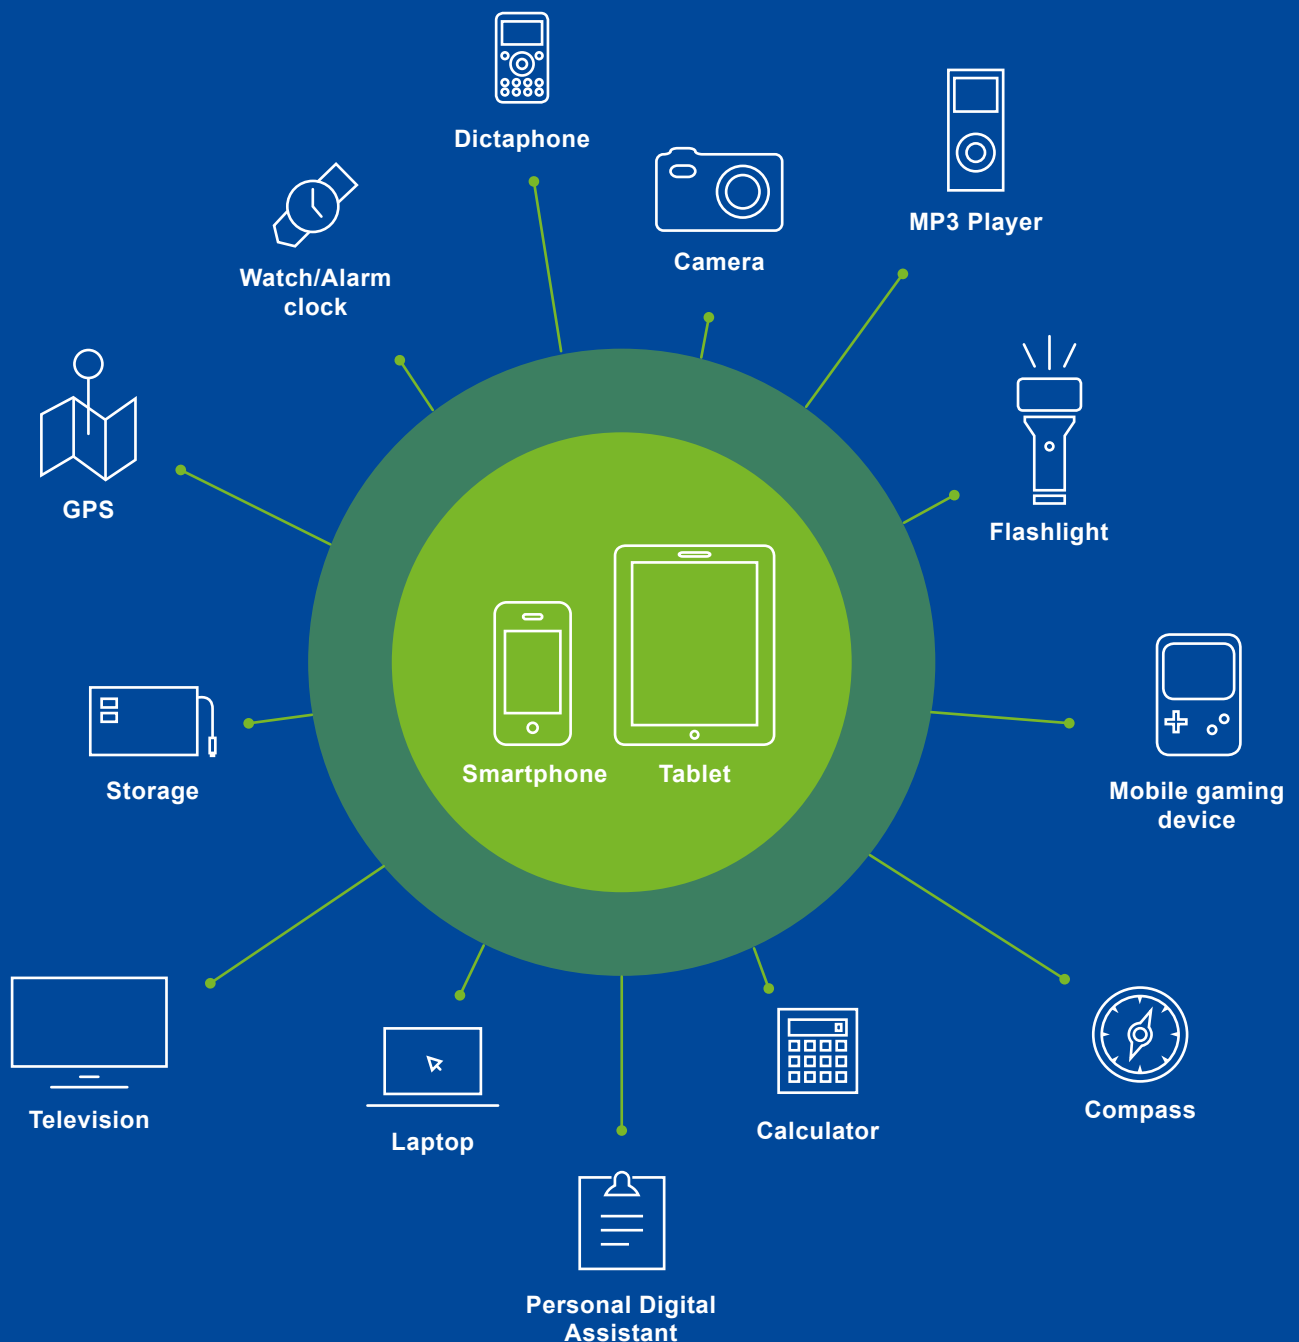 Dictaphone
MP3 Player
Camera
Watch/Alarm
clock
GPS
Flashlight
Smartphone
Tablet
Storage
Mobile gaming
device
Television
Laptop
Calculator
Compass
Personal Digital
Assistant